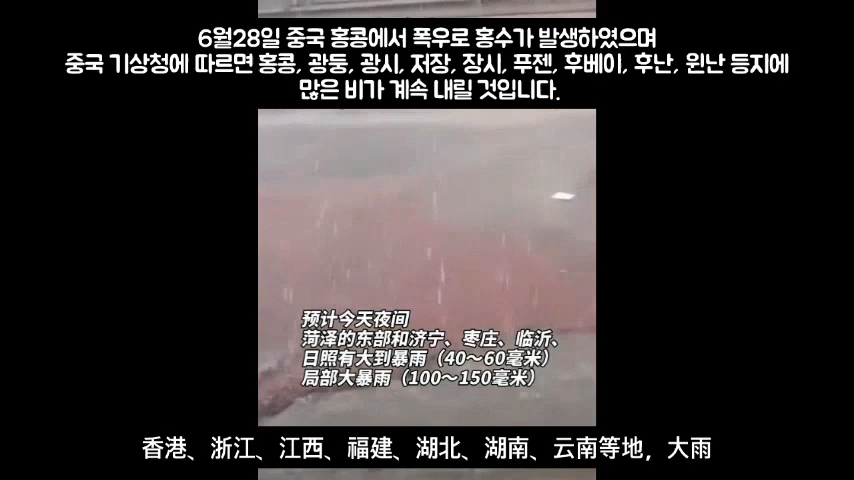 6월28일 중국 홍콩에서 폭우로 홍수가 발생하였으며
중국 기상청에 따르면 홍콩, 광둥, 광시, 저장, 장시, 푸젠, 후베이, 후난, 윈난 등지에
많은 비가 계속 내릴 것입니다.
预计今天夜间
菏泽的东部和济宁、枣庄、临沂、
日照有大到暴雨（40～60毫米）
局部大暴雨（100～150毫米）
香港、浙江、江西、福建、湖北、湖南、云南等地，大雨